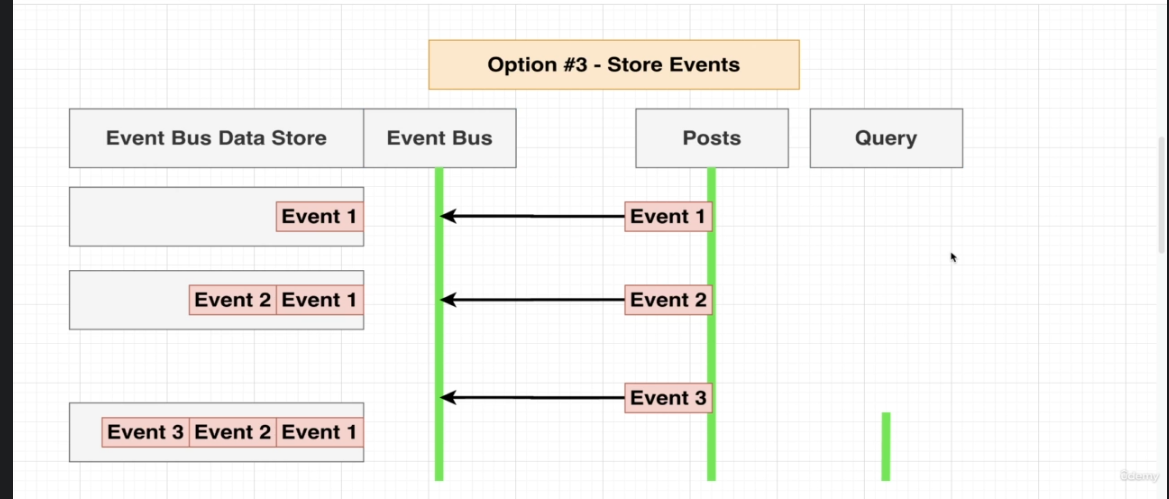 Option #3 - Store Events
Event Bus Data Store Event Bus Posts Query
Event 1 Event 1
Event 2 Event 1 Event 2
Event 3
Event 3 Event 2 Event 1
Udemy